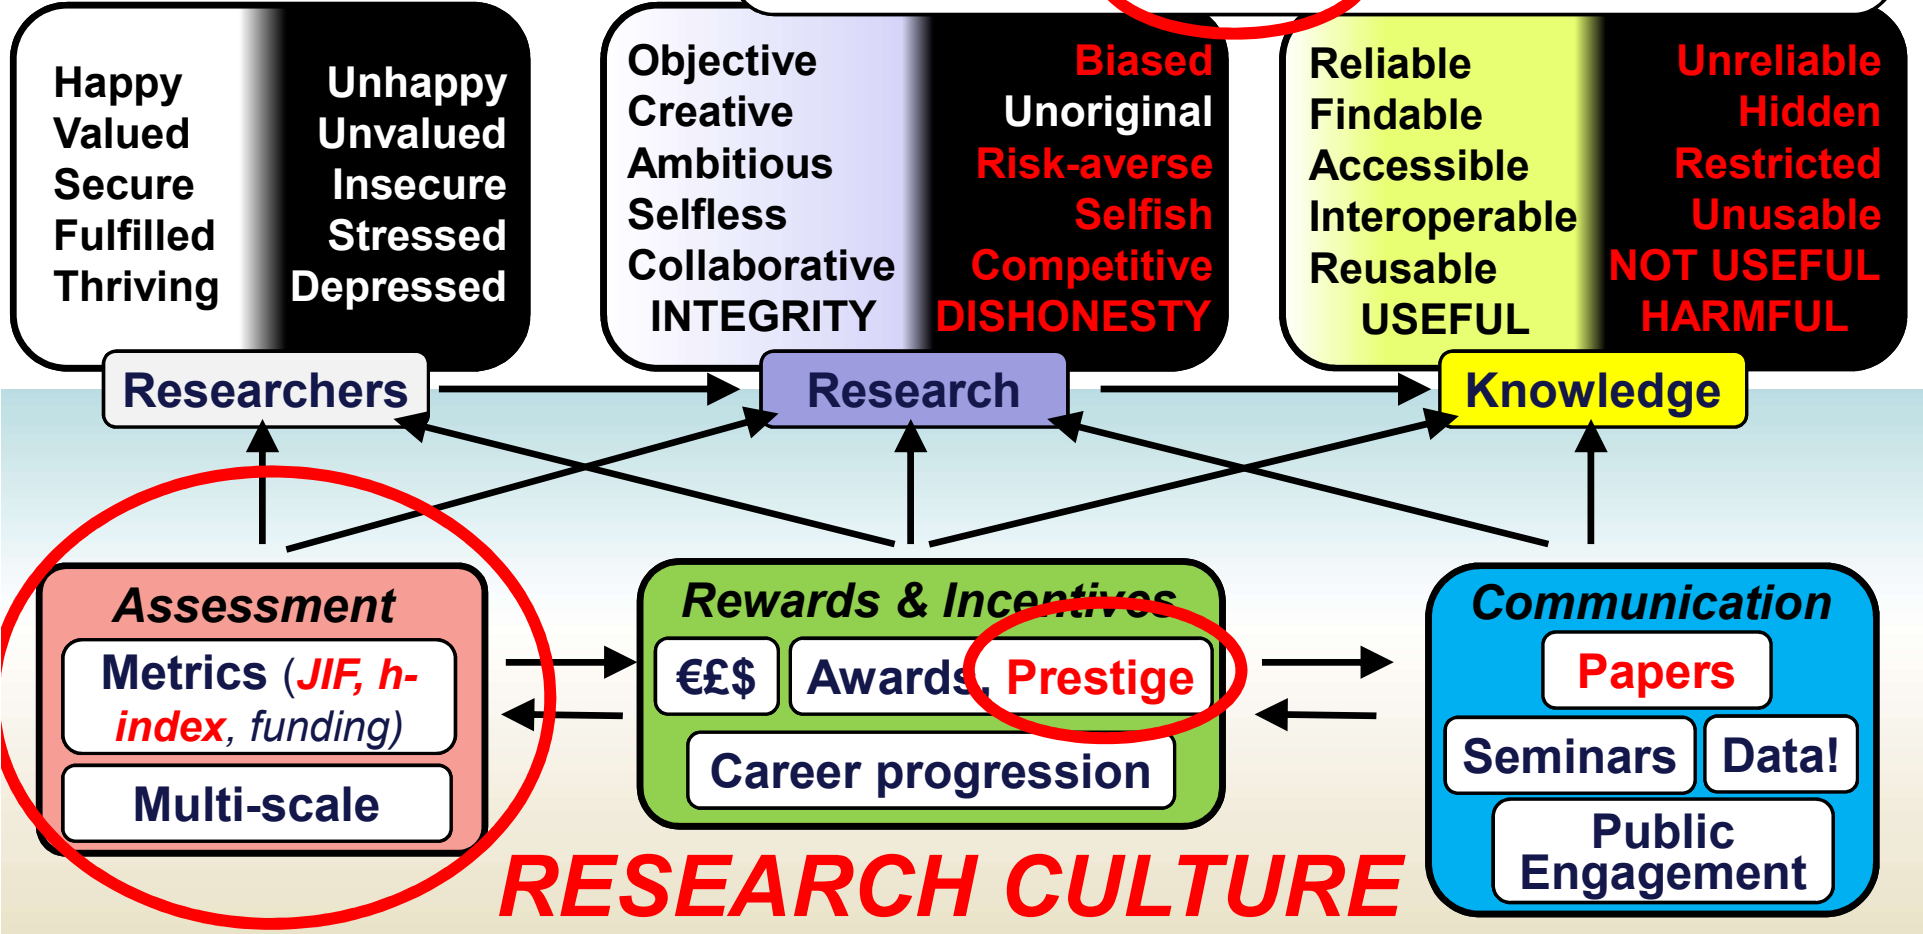 Happy
Valued
Secure
Fulfilled
Thriving
Unhappy
Unvalued
Insecure
Stressed
Depressed
Objective
Creative
Ambitious
Selfless
Collaborative
INTEGRITY
Biased
Unoriginal
Risk-averse
Selfish
Competitive
DISHONESTY
Reliable
Findable
Accessible
Interoperable
Reusable
USEFUL
Unreliable
Hidden
Restricted
Unusable
NOT USEFUL
HARMFUL
Researchers
Research
Knowledge
Assessment
Metrics (JIF, h-
index, funding)
Multi-scale
Rewards & Incentives
€£$
Awards, Prestige
Career progression
Communication
Papers
Seminars
Data!
Public
Engagement
RESEARCH CULTURE